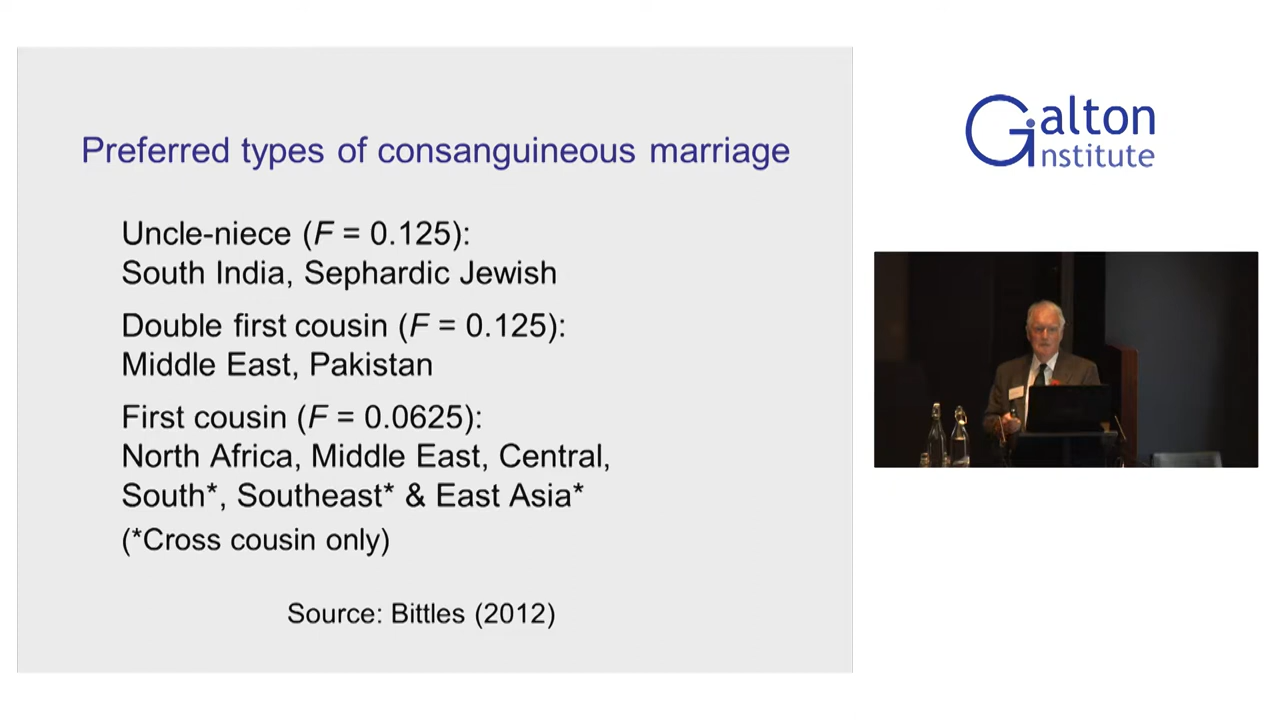 Preferred types of consanguineous marriage
Uncle-niece (F = 0.125):
South India, Sephardic Jewish
Double first cousin (F = 0.125):
Middle East, Pakistan
First cousin (F = 0.0625):
North Africa, Middle East, Central,
South*, Southeast* & East Asia*
(*Cross cousin only)
Source: Bittles (2012)
Galton
institute